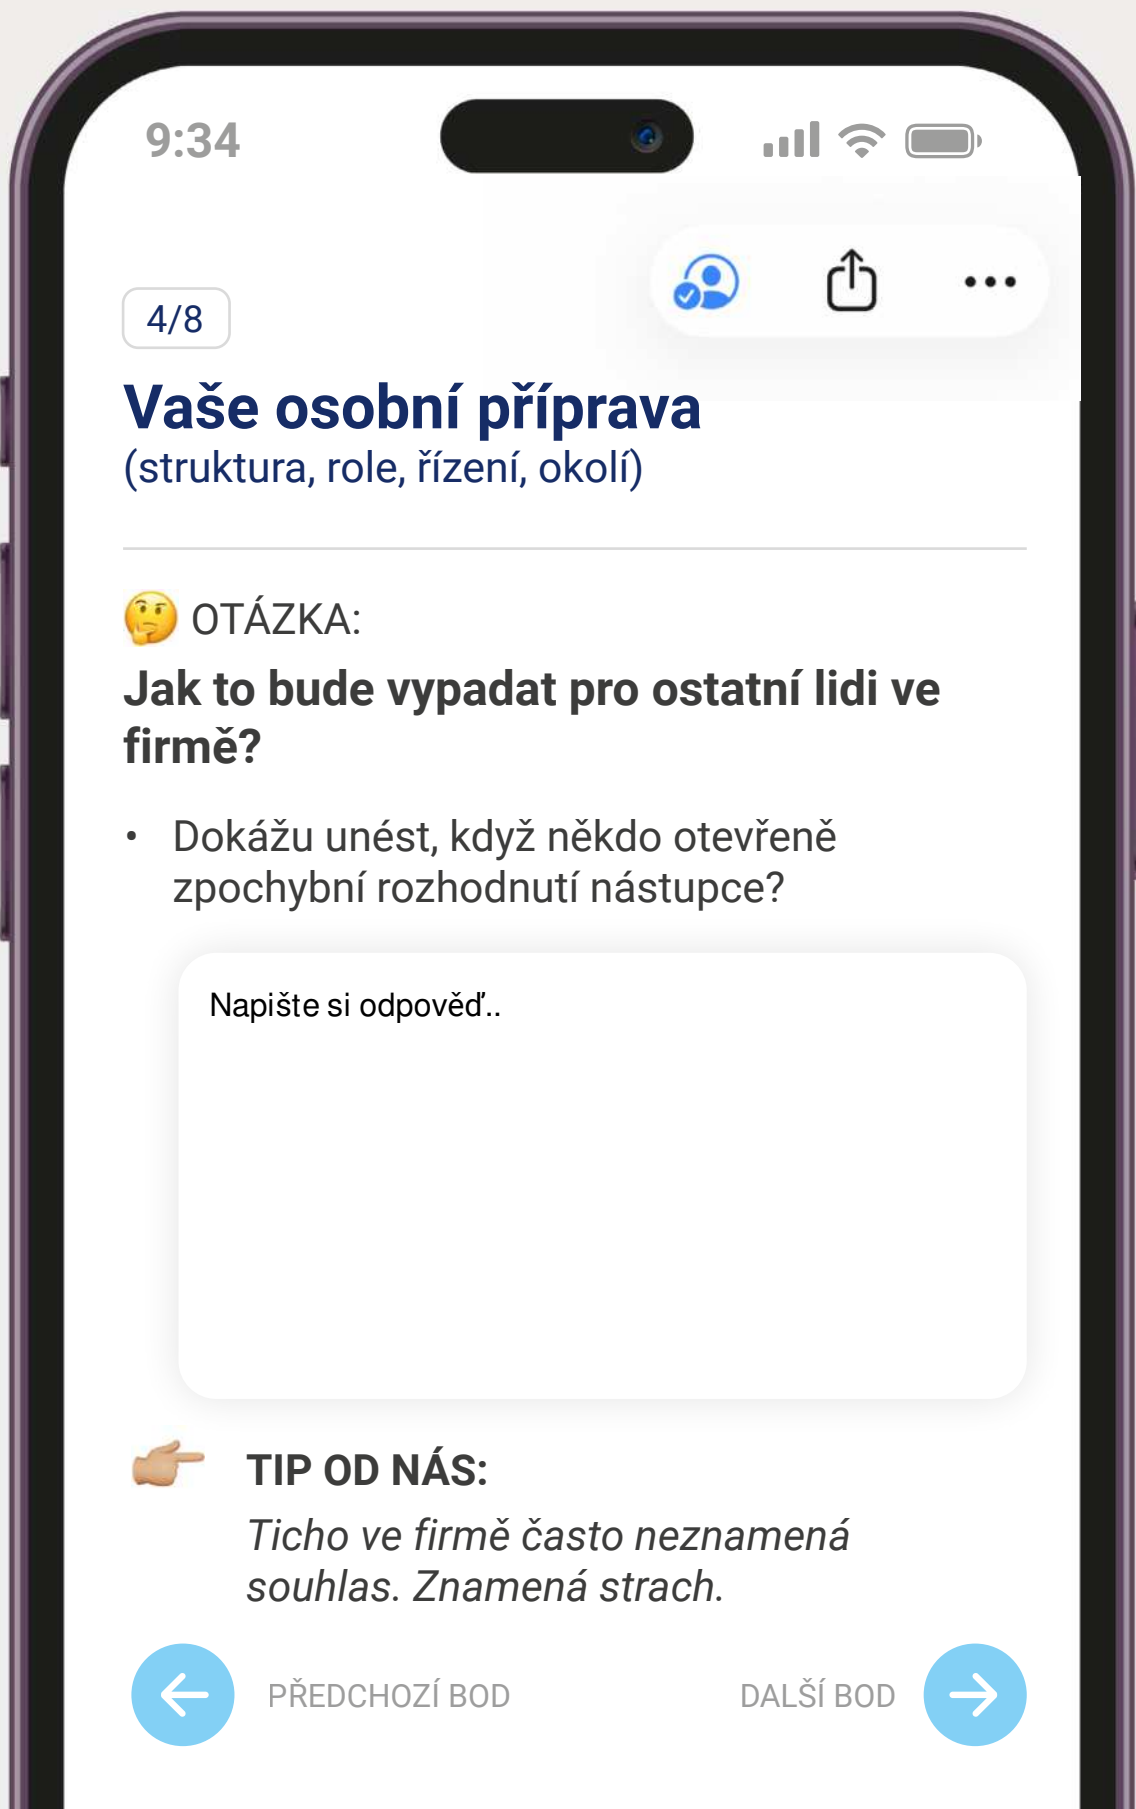 9:34
4/8
Vaše osobní příprava
(struktura, role, řízení, okolí)
OTÁZKA:
Jak to bude vypadat pro ostatní lidi ve
firmě?
• Dokážu unést, když někdo otevřeně
zpochybní rozhodnutí nástupce?
Napište si odpověď..
TIP OD NÁS:
Ticho ve firmě často neznamená
souhlas. Znamená strach.
PŘEDCHOZÍ BOD
DALŠÍ BOD